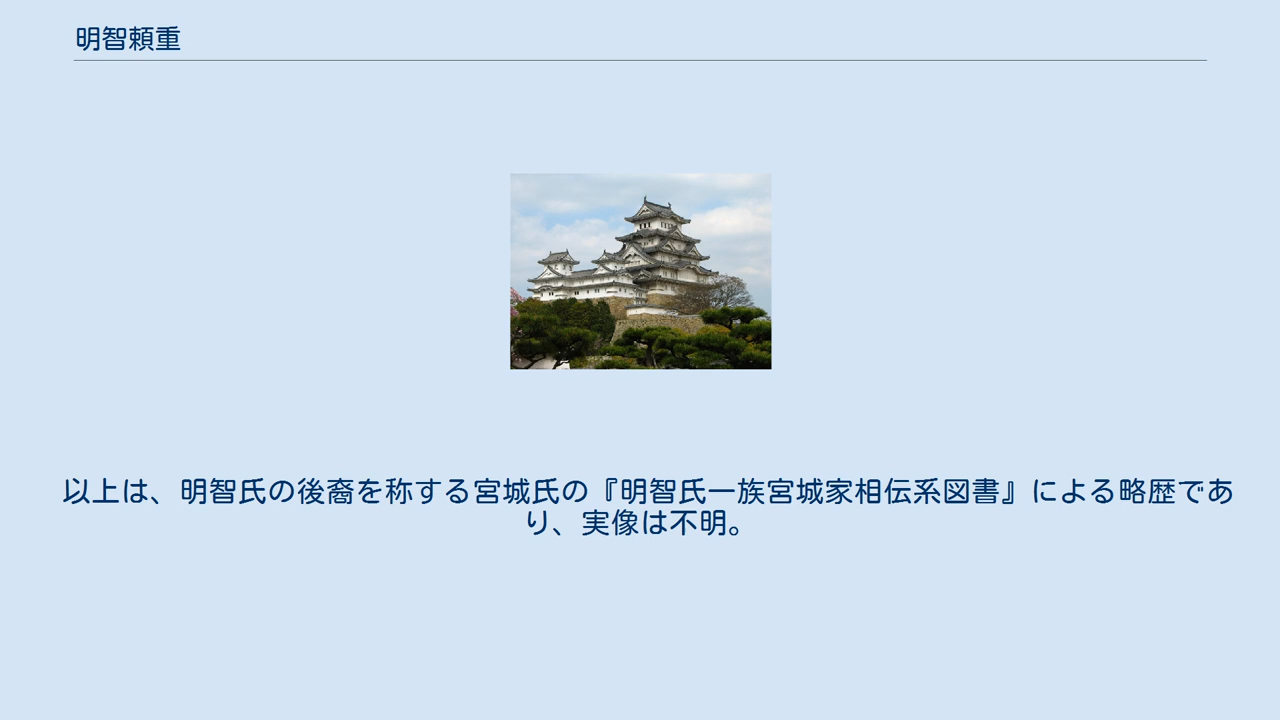 明智頼重
以上は、明智氏の後裔を称する宮城氏の『明智氏一族宮城家相伝系図書』による略歴であ
り、実像は不明。